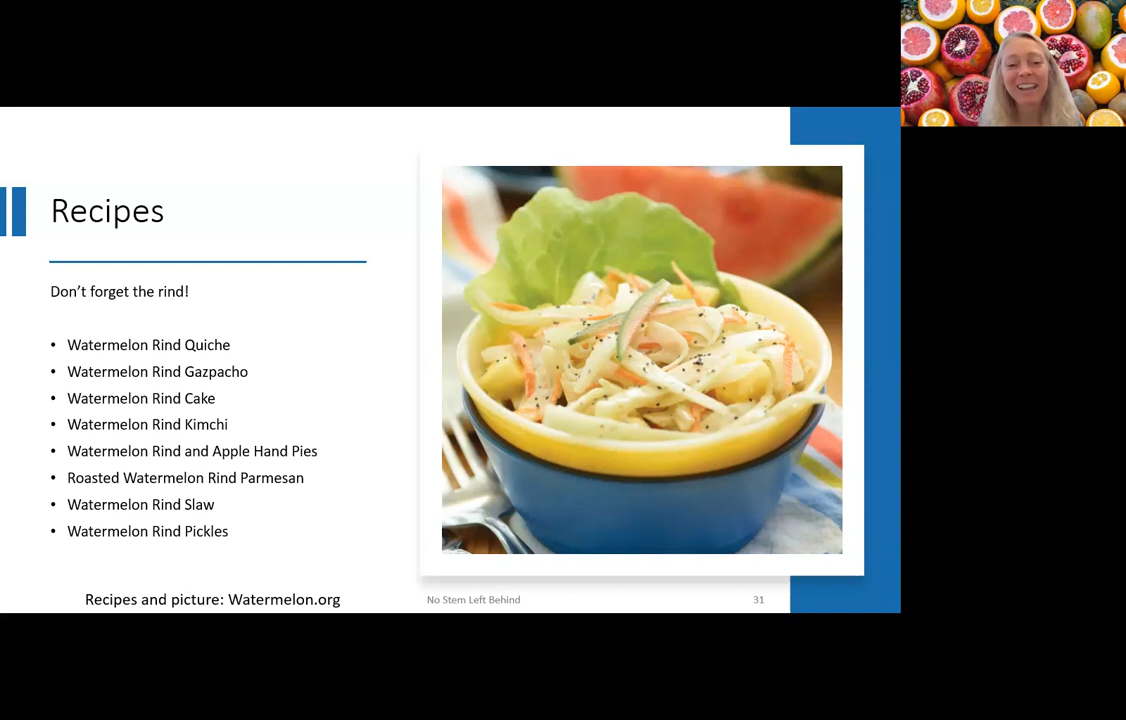 Recipes
Don’t forget the rind!
• Watermelon Rind Quiche
• Watermelon Rind Gazpacho
• Watermelon Rind Cake
• Watermelon Rind Kimchi
• Watermelon Rind and Apple Hand Pies
• Roasted Watermelon Rind Parmesan
• Watermelon Rind Slaw
• Watermelon Rind Pickles
Recipes and picture: Watermelon.org
No Stem Left Behind
31